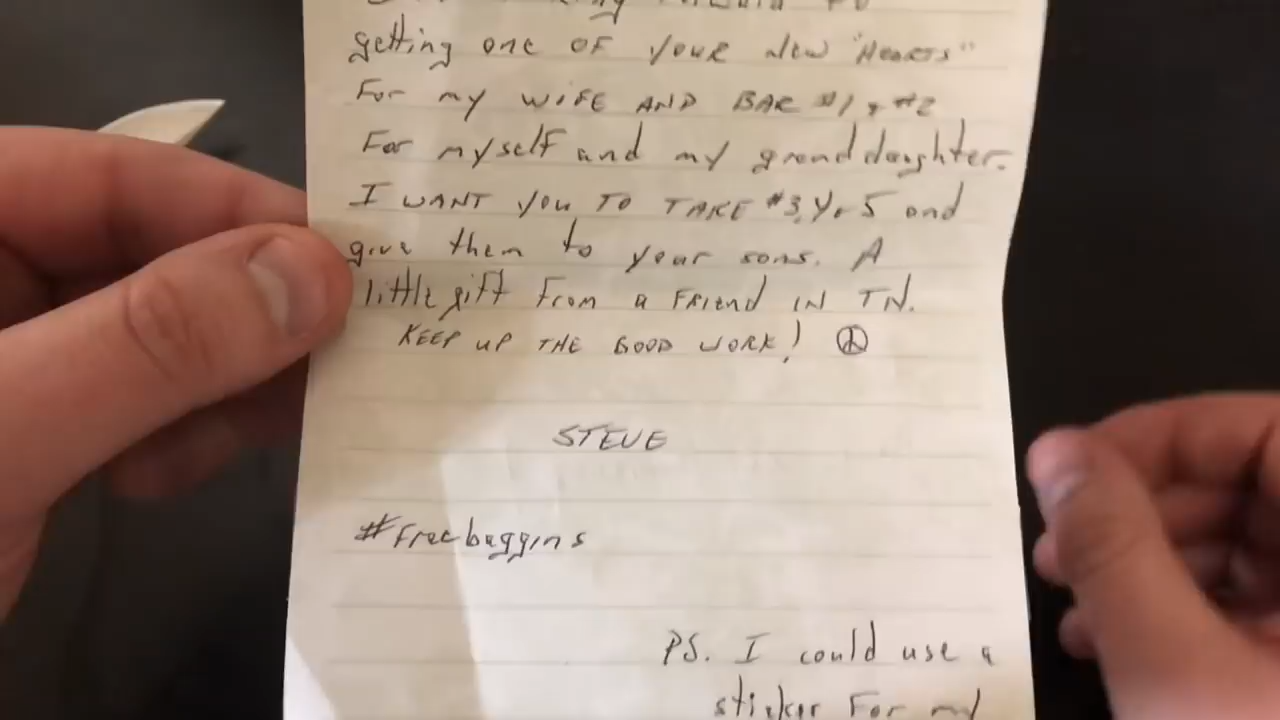 getting one of your new "Hearts"
For my wife and Bar #1 & #2
For myself and my granddaughter.
I want you to take #3, 4 & 5 and
give them to your sons. A
little gift from a friend in TN.
Keep up the good work!
STEVE
#freebaggins
PS. I could use a
sticker for my